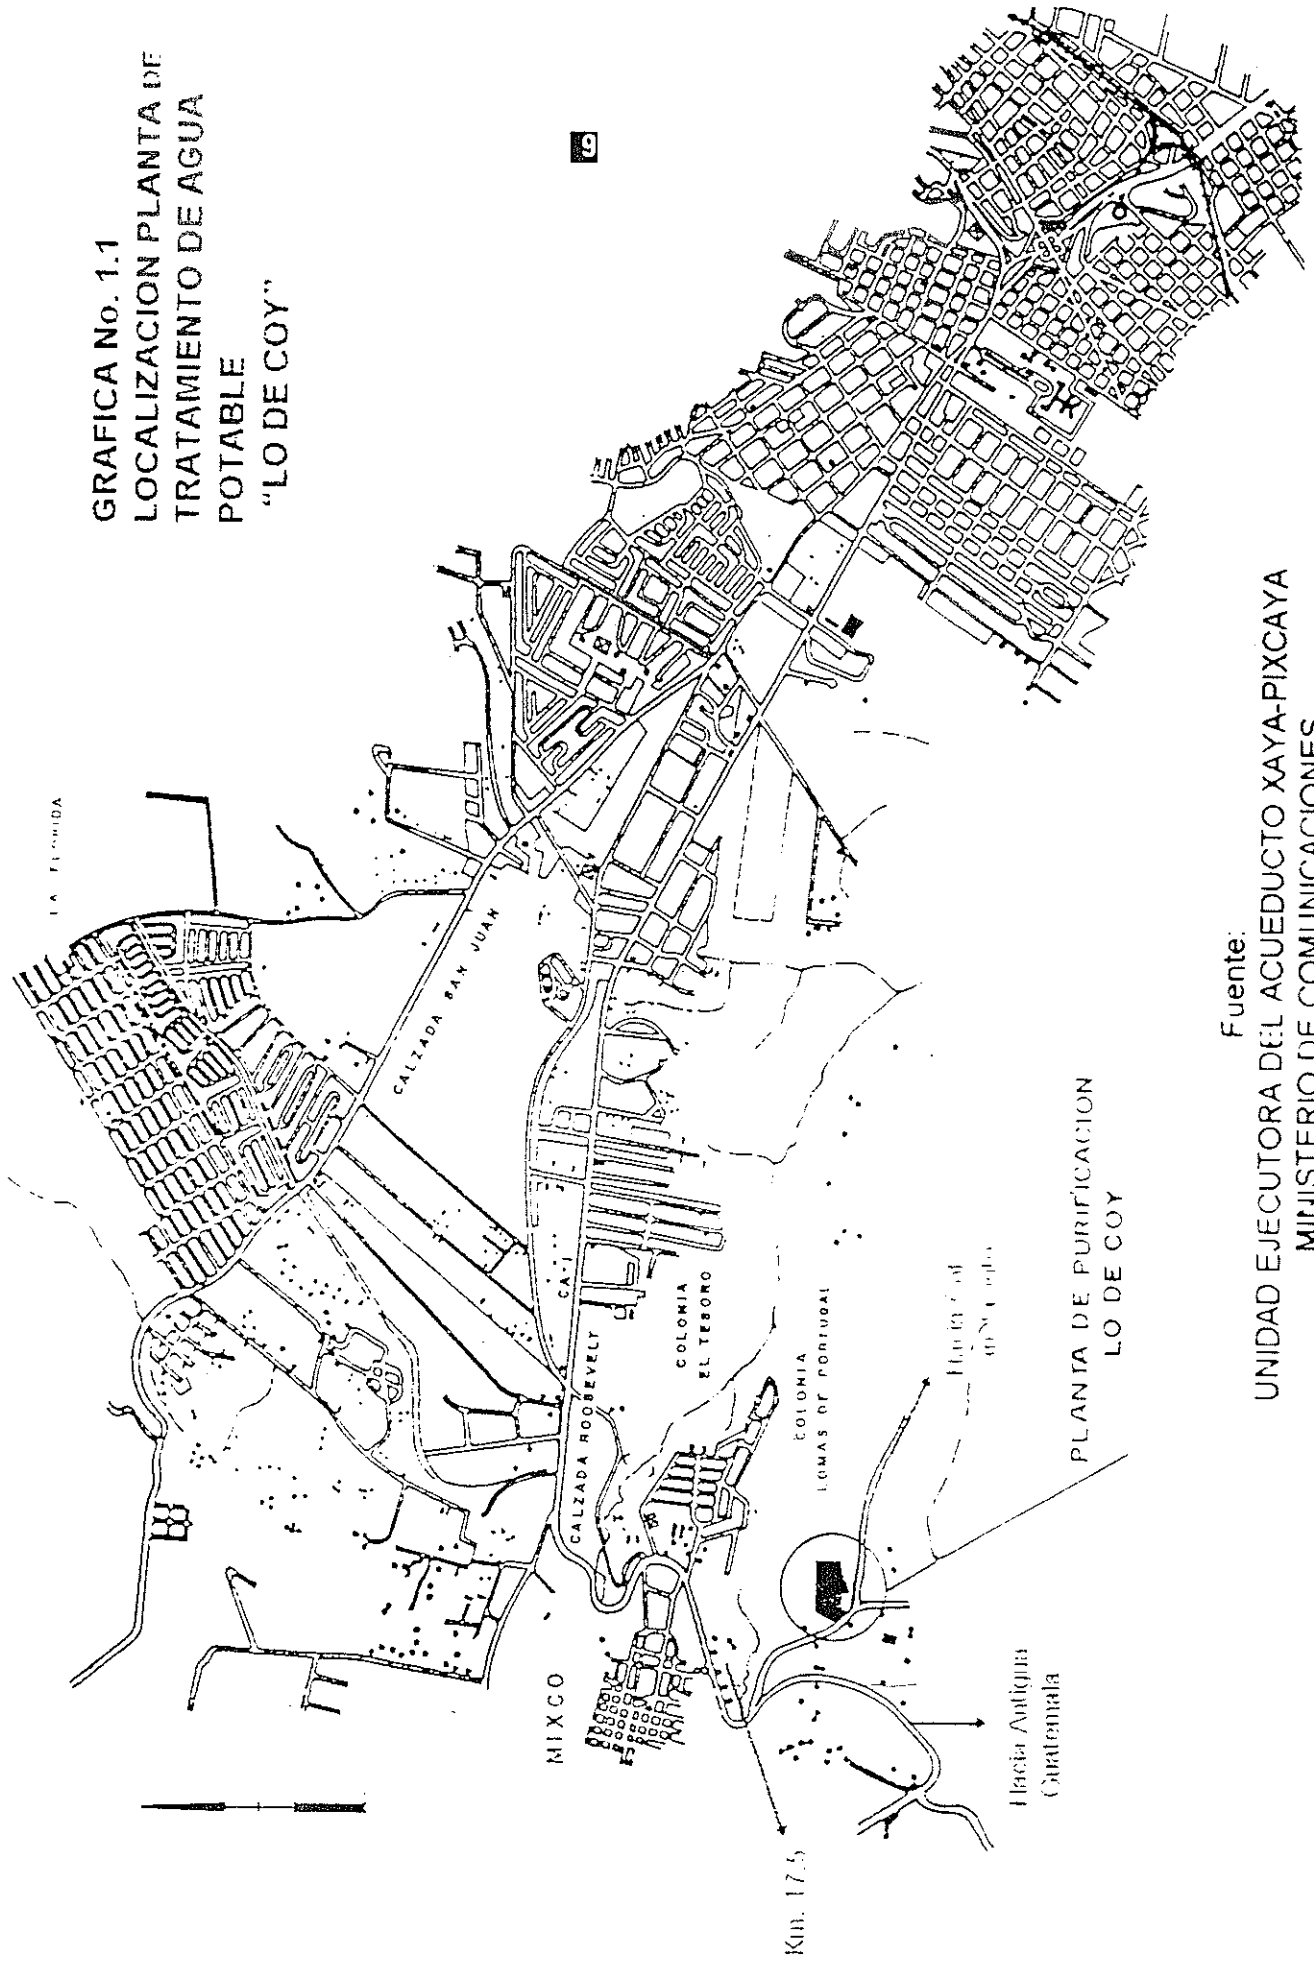 GRAFICA No. 1.1
LOCALIZACION PLANTA DE
TRATAMIENTO DE AGUA
POTABLE
"LO DE COY"
9
LA
CALZADA SAN JUAN
CA-1
CALZADA ROOSEVELT
COLONIA
EL TESORO
MIXCO
COLONIA
LOMAS DE PORTUGAL
Km. 17.5
Hacia Antigua
Guatemala
PLANTA DE PURIFICACION
LO DE COY
Fuente:
UNIDAD EJECUTORA DEL ACUEDUCTO XAYA-PIXCAYA
MINISTERIO DE COMUNICACIONES